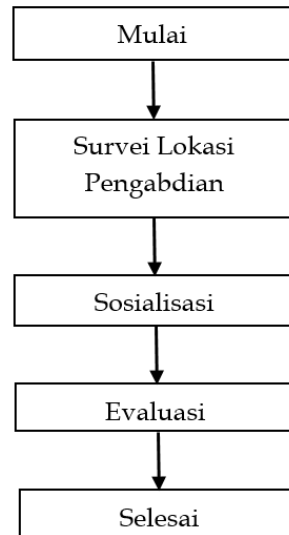 Mulai
Survei Lokasi
Pengabdian
Sosialisasi
Evaluasi
Selesai